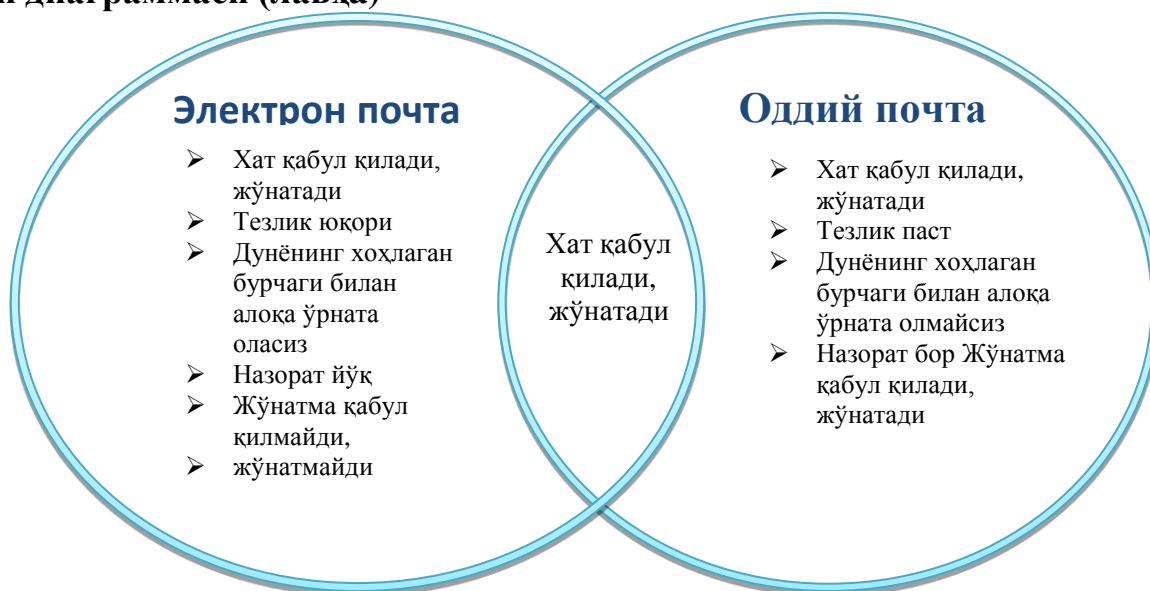 диаграммаси (лавҳа)
Электрон почта
➢ Хат қабул қилади,
жўнатади
➢ Тезлик юқори
➢ Дунёнинг хоҳлаган
бурчаги билан
алоқа ўрната
оласиз
➢ Назорат йўқ
➢ Жўнатма қабул
қилмайди,
➢ жўнатмайди
Хат қабул
қилади,
жўнатади
Оддий почта
➢ Хат қабул қилади,
жўнатади
➢ Тезлик паст
➢ Дунёнинг хоҳлаган
бурчаги билан алоқа
ўрната олмайсиз
➢ Назорат бор Жўнатма
қабул қилади,
жўнатади